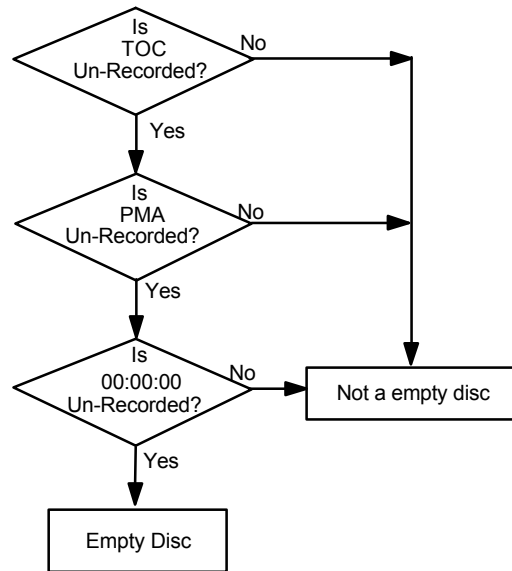 Is
TOC
Un-Recorded?
No
Yes
Is
PMA
Un-Recorded?
No
Yes
Is
00:00:00
Un-Recorded?
No
Not a empty disc
Yes
Empty Disc